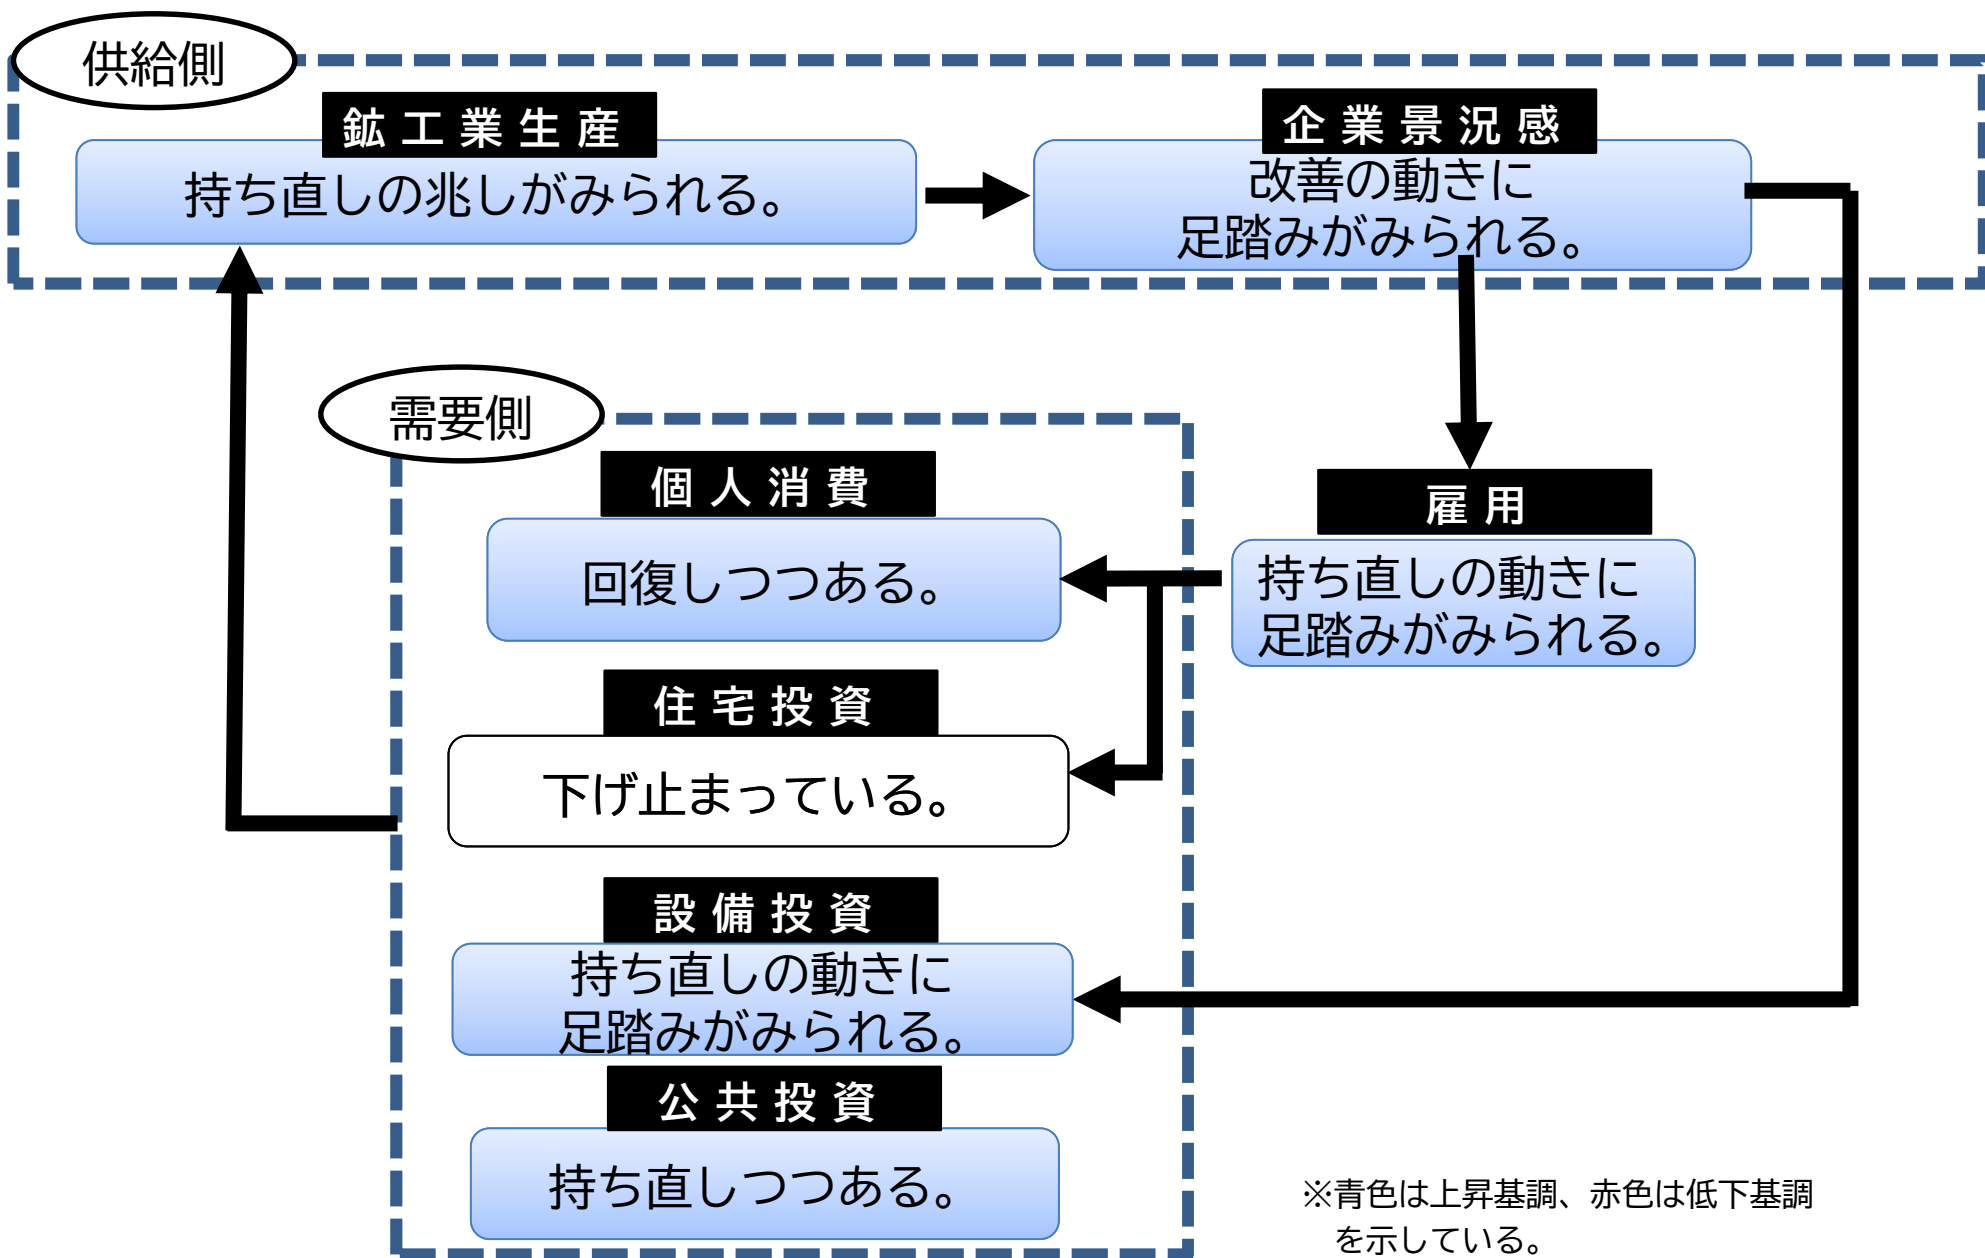 供給側
鉱工業生産
持ち直しの兆しがみられる。
企業景況感
改善の動きに
足踏みがみられる。
需要側
個人消費
回復しつつある。
雇用
持ち直しの動きに
足踏みがみられる。
住宅投資
下げ止まっている。
設備投資
持ち直しの動きに
足踏みがみられる。
公共投資
持ち直しつつある。
※青色は上昇基調、赤色は低下基調
を示している。